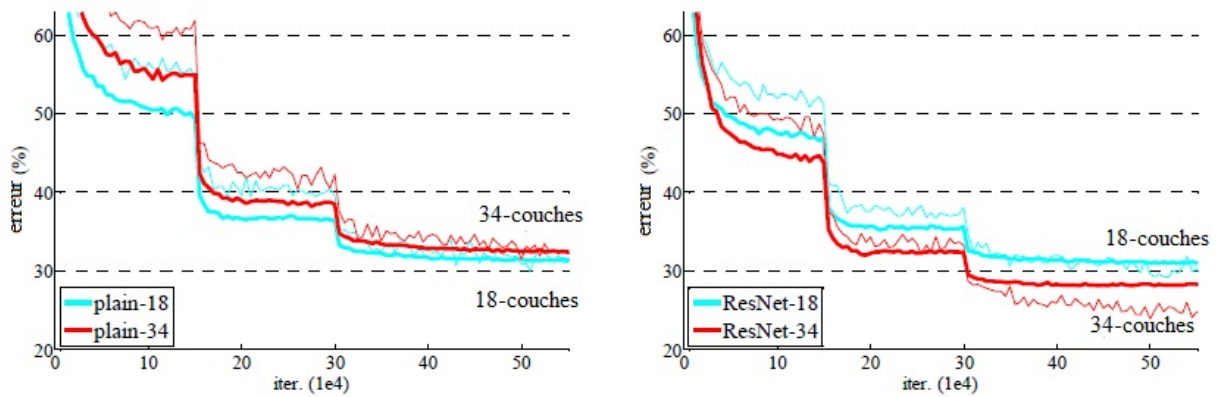 60
50
40
30
20
erreur (%)
34-couches
18-couches
plain-18
plain-34
0
10
20
30
40
50
iter. (1e4)
60
50
40
30
20
erreur (%)
18-couches
34-couches
ResNet-18
ResNet-34
0
10
20
30
40
50
iter. (1e4)